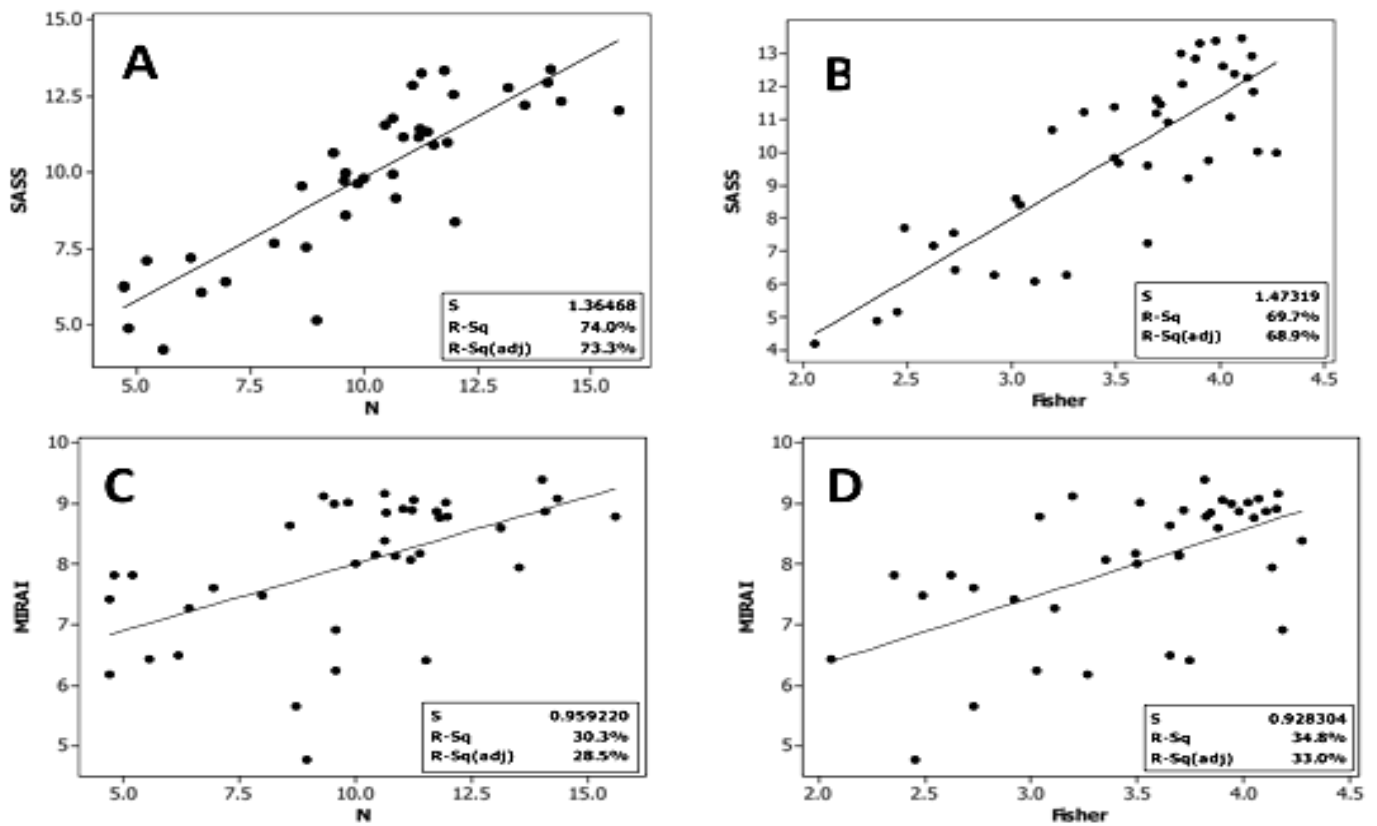 A
15.0
12.5
10.0
7.5
5.0
SASS
5.0 7.5 10.0 12.5 15.0
N
S 1.36468
R-Sq 74.0%
R-Sq(adj) 73.3%
B
13
12
11
10
9
8
7
6
5
4
SASS
2.0 2.5 3.0 3.5 4.0 4.5
Fisher
S 1.47319
R-Sq 69.7%
R-Sq(adj) 68.9%
C
10
9
8
7
6
5
MIRAI
5.0 7.5 10.0 12.5 15.0
N
S 0.959220
R-Sq 30.3%
R-Sq(adj) 28.5%
D
10
9
8
7
6
5
MIRAI
2.0 2.5 3.0 3.5 4.0 4.5
Fisher
S 0.928304
R-Sq 34.8%
R-Sq(adj) 33.0%